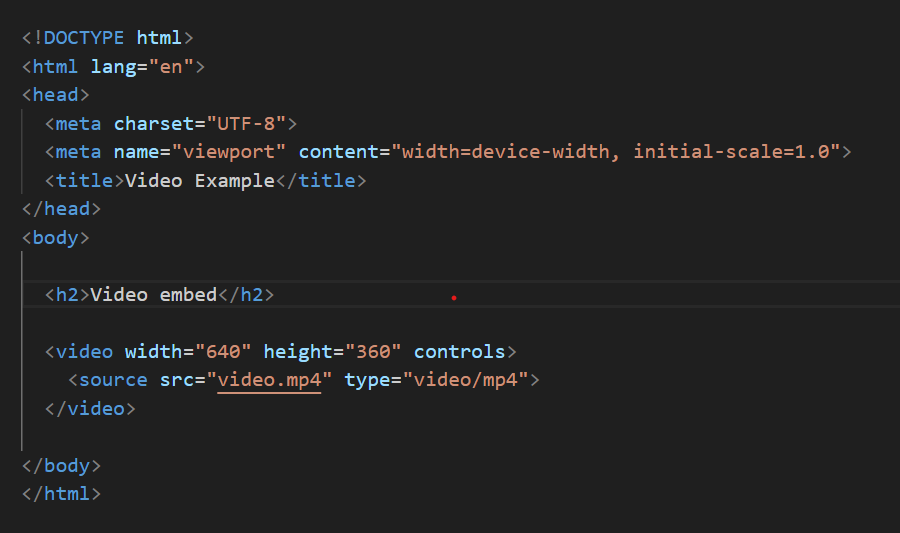 <!DOCTYPE html>
<html lang="en">
<head>
<meta charset="UTF-8">
<meta name="viewport" content="width=device-width, initial-scale=1.0">
<title>Video Example</title>
</head>
<body>
<h2>Video embed</h2>
<video width="640" height="360" controls>
<source src="video.mp4" type="video/mp4">
</video>
</body>
</html>